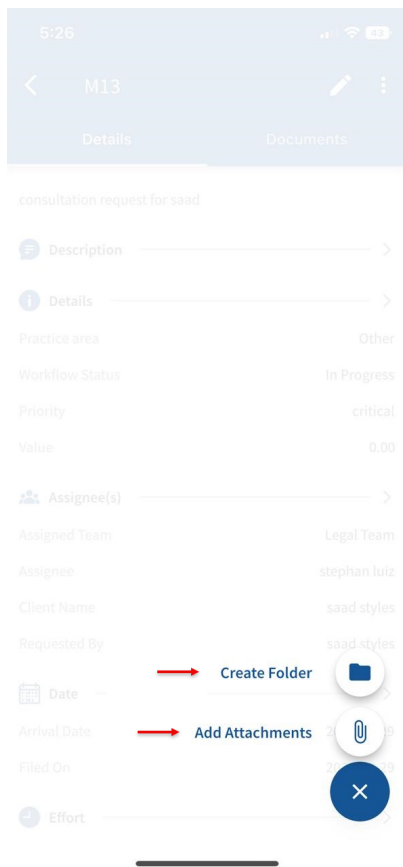 5:26
43
M13
Details Documents
consultation request for saad
Description
Details
Practice area Other
Workflow Status In Progress
Priority critical
Value 0.00
Assignee(s)
Assigned Team Legal Team
Assignee stephan luiz
Client Name saad styles
Requested By saad styles
Create Folder
Date
Arrival Date
Add Attachments
Filed On
Effort